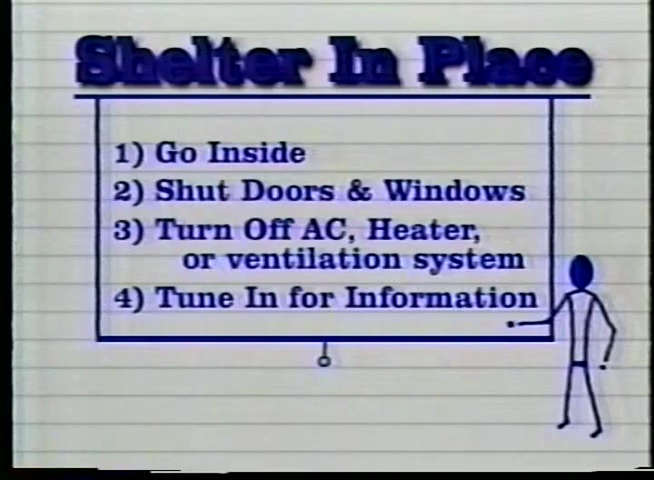 Shelter In Place
1) Go Inside
2) Shut Doors & Windows
3) Turn Off AC, Heater,
or ventilation system
4) Tune In for Information